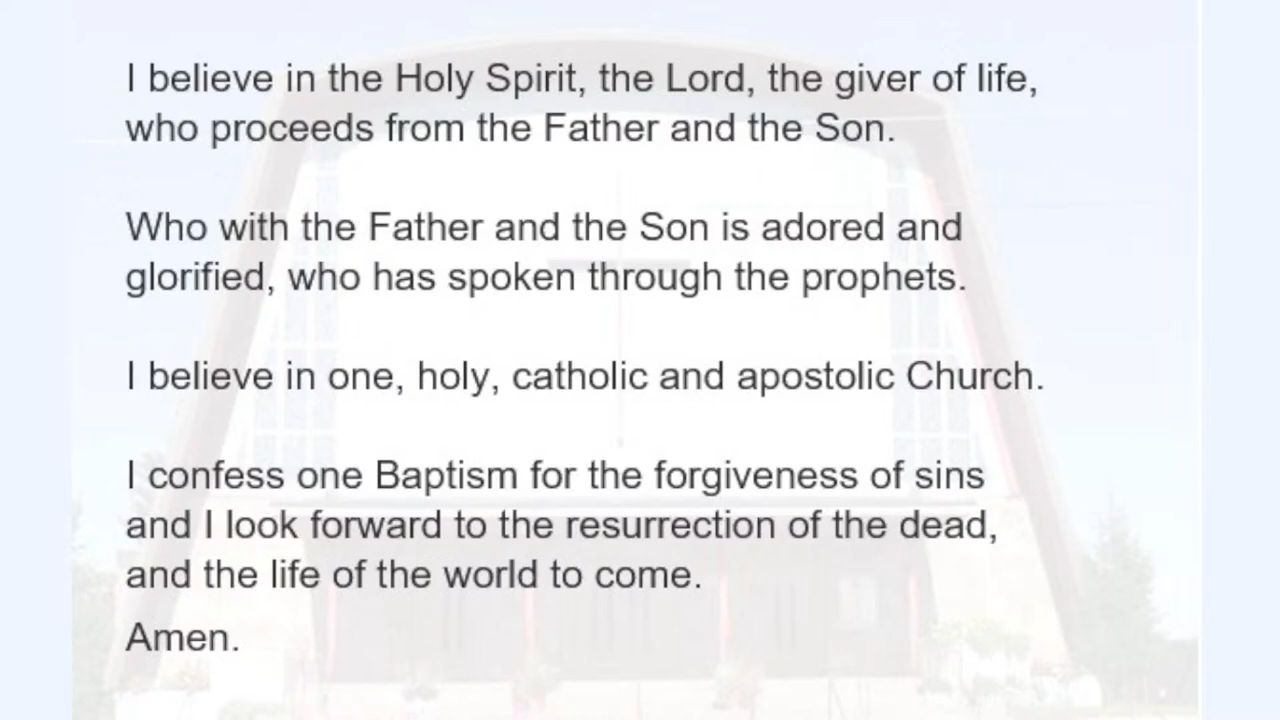 I believe in the Holy Spirit, the Lord, the giver of life,
who proceeds from the Father and the Son.
Who with the Father and the Son is adored and
glorified, who has spoken through the prophets.
I believe in one, holy, catholic and apostolic Church.
I confess one Baptism for the forgiveness of sins
and I look forward to the resurrection of the dead,
and the life of the world to come.
Amen.